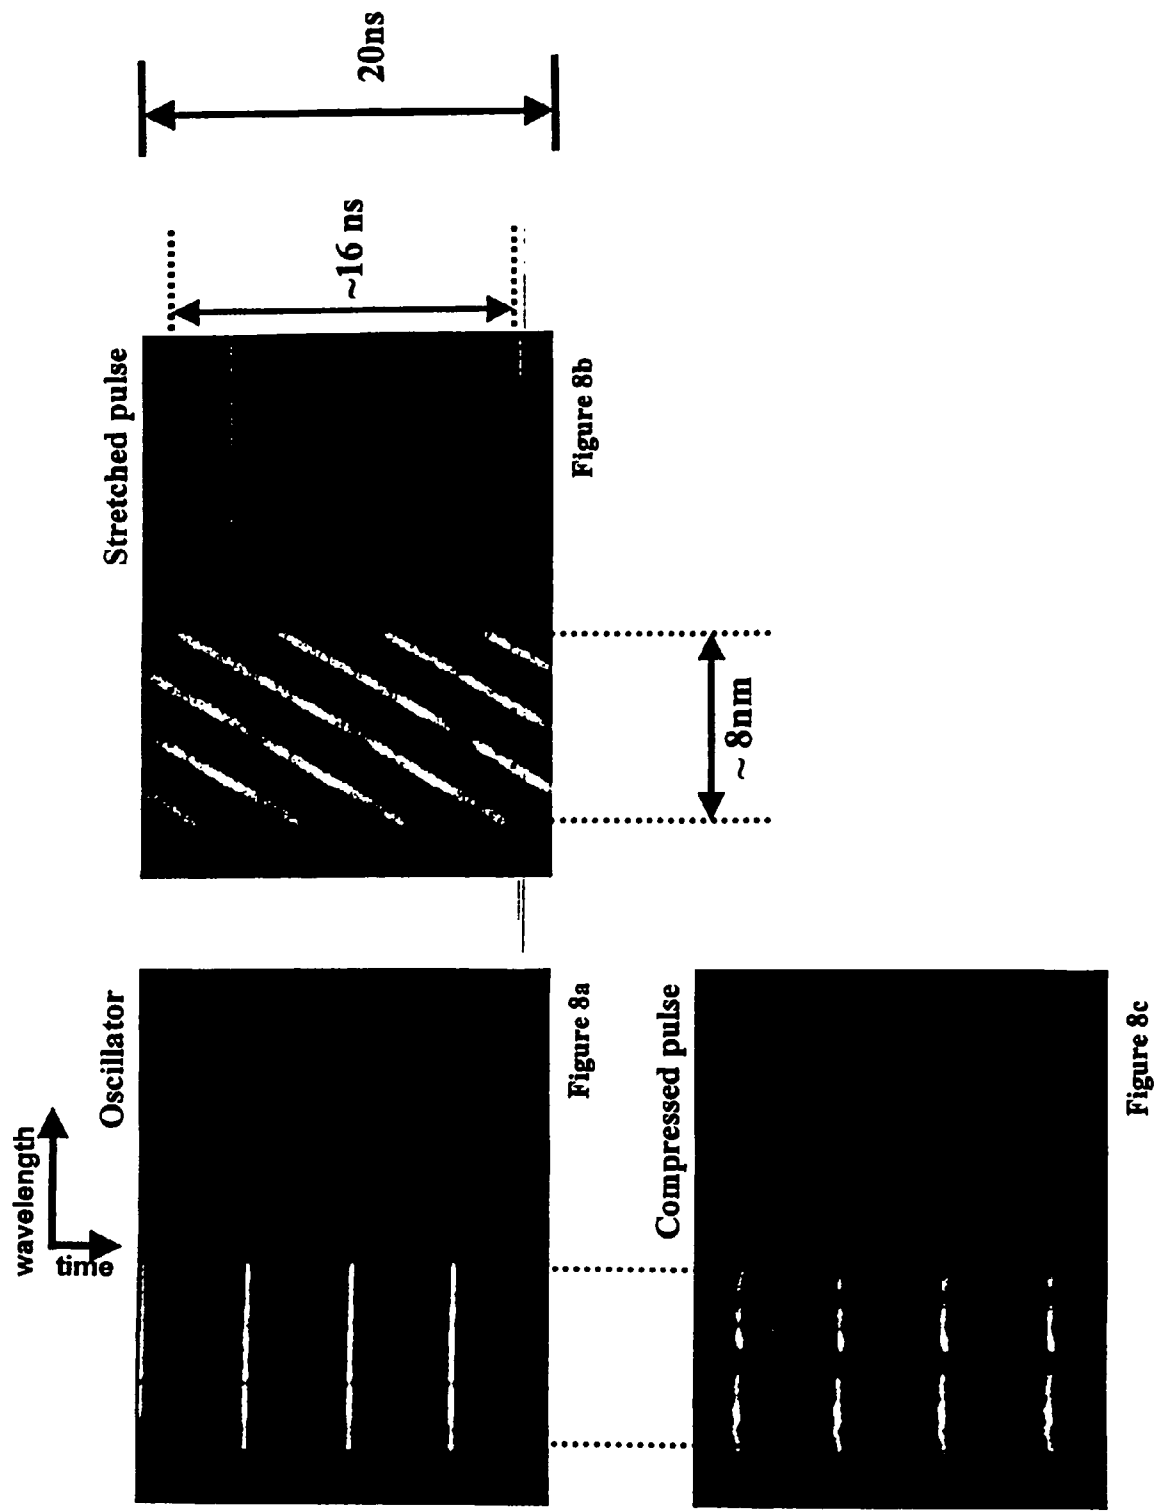 wavelength
time
Oscillator
Figure 8a
Stretched pulse
Figure 8b
~16 ns
20ns
~ 8nm
Compressed pulse
Figure 8c